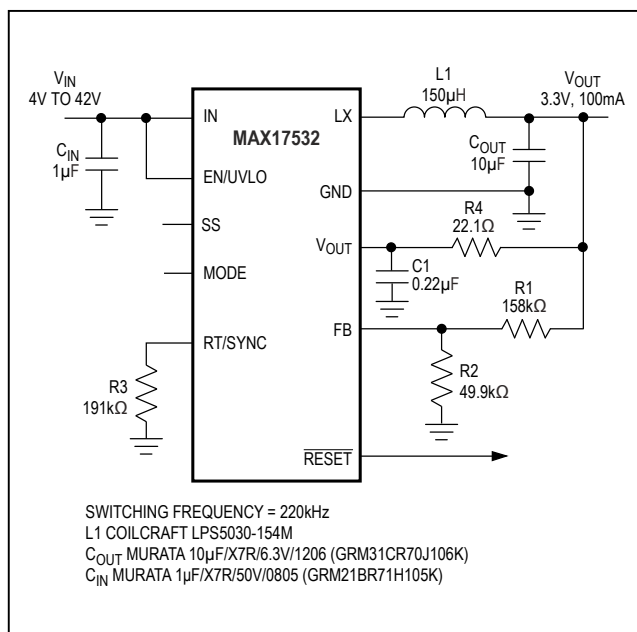 V_IN
4V TO 42V
C_IN
1µF
IN
EN/UVLO
SS
MODE
RT/SYNC
R3
191kΩ
MAX17532
LX
GND
V_OUT
FB
RESET
L1
150µH
V_OUT
3.3V, 100mA
C_OUT
10µF
R4
22.1Ω
C1
0.22µF
R1
158kΩ
R2
49.9kΩ
SWITCHING FREQUENCY = 220kHz
L1 COILCRAFT LPS5030-154M
C_OUT MURATA 10µF/X7R/6.3V/1206 (GRM31CR70J106K)
C_IN MURATA 1µF/X7R/50V/0805 (GRM21BR71H105K)